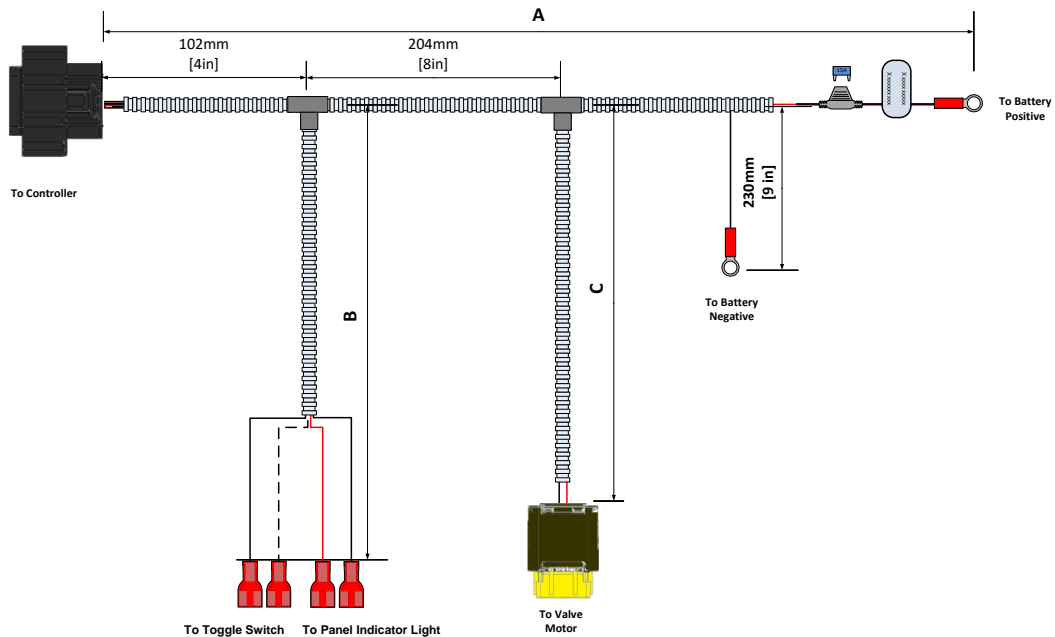 A
102mm
[4in]
204mm
[8in]
15A
To Battery
Positive
To Controller
230mm
[9 in]
To Battery
Negative
B
C
To Toggle Switch
To Panel Indicator Light
To Valve
Motor